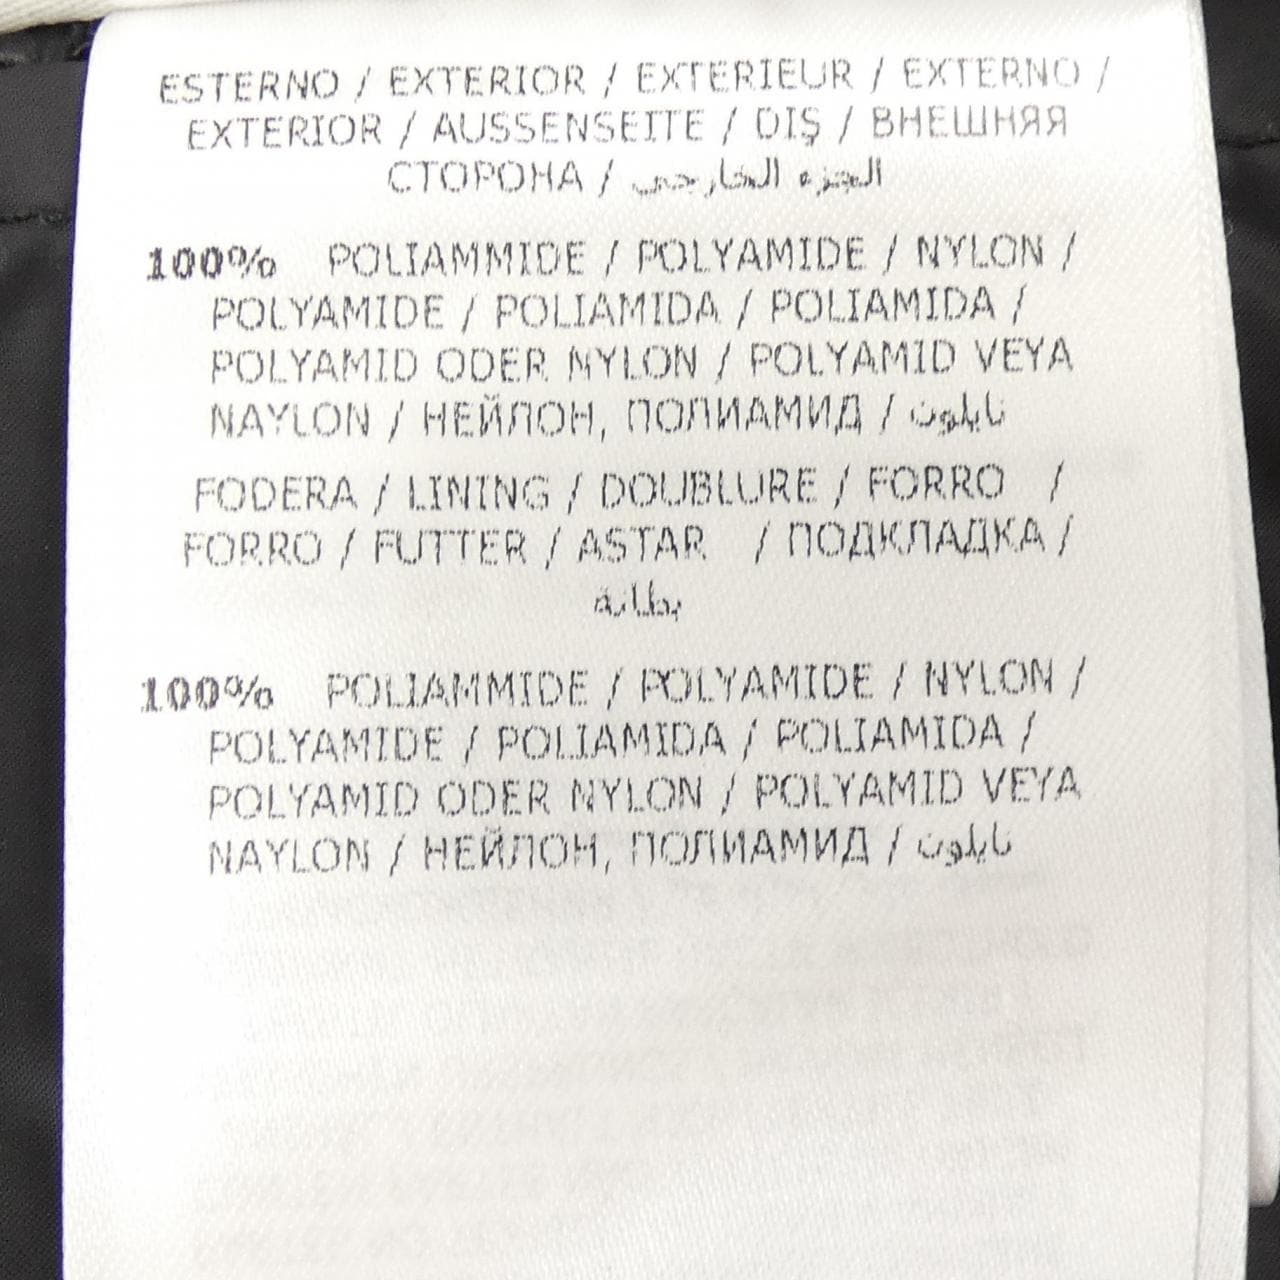 ESTERNO / EXTERIOR / EXTERIEUR / EXTERNO /
EXTERIOR / AUSSENSEITE / DIŞ / ВНЕШНЯЯ
СТОРОНА / الجزء الخارجي
100% POLIAMMIDE / POLYAMIDE / NYLON /
POLYAMIDE / POLIAMIDA / POLIAMIDA /
POLYAMID ODER NYLON / POLYAMID VEYA
NAYLON / НЕЙЛОН, ПОЛИАМИД / نايلون
FODERA / LINING / DOUBLURE / FORRO /
FORRO / FUTTER / ASTAR / ПОДКЛАДКА /
بطانة
100% POLIAMMIDE / POLYAMIDE / NYLON /
POLYAMIDE / POLIAMIDA / POLIAMIDA /
POLYAMID ODER NYLON / POLYAMID VEYA
NAYLON / НЕЙЛОН, ПОЛИАМИД / نايلون